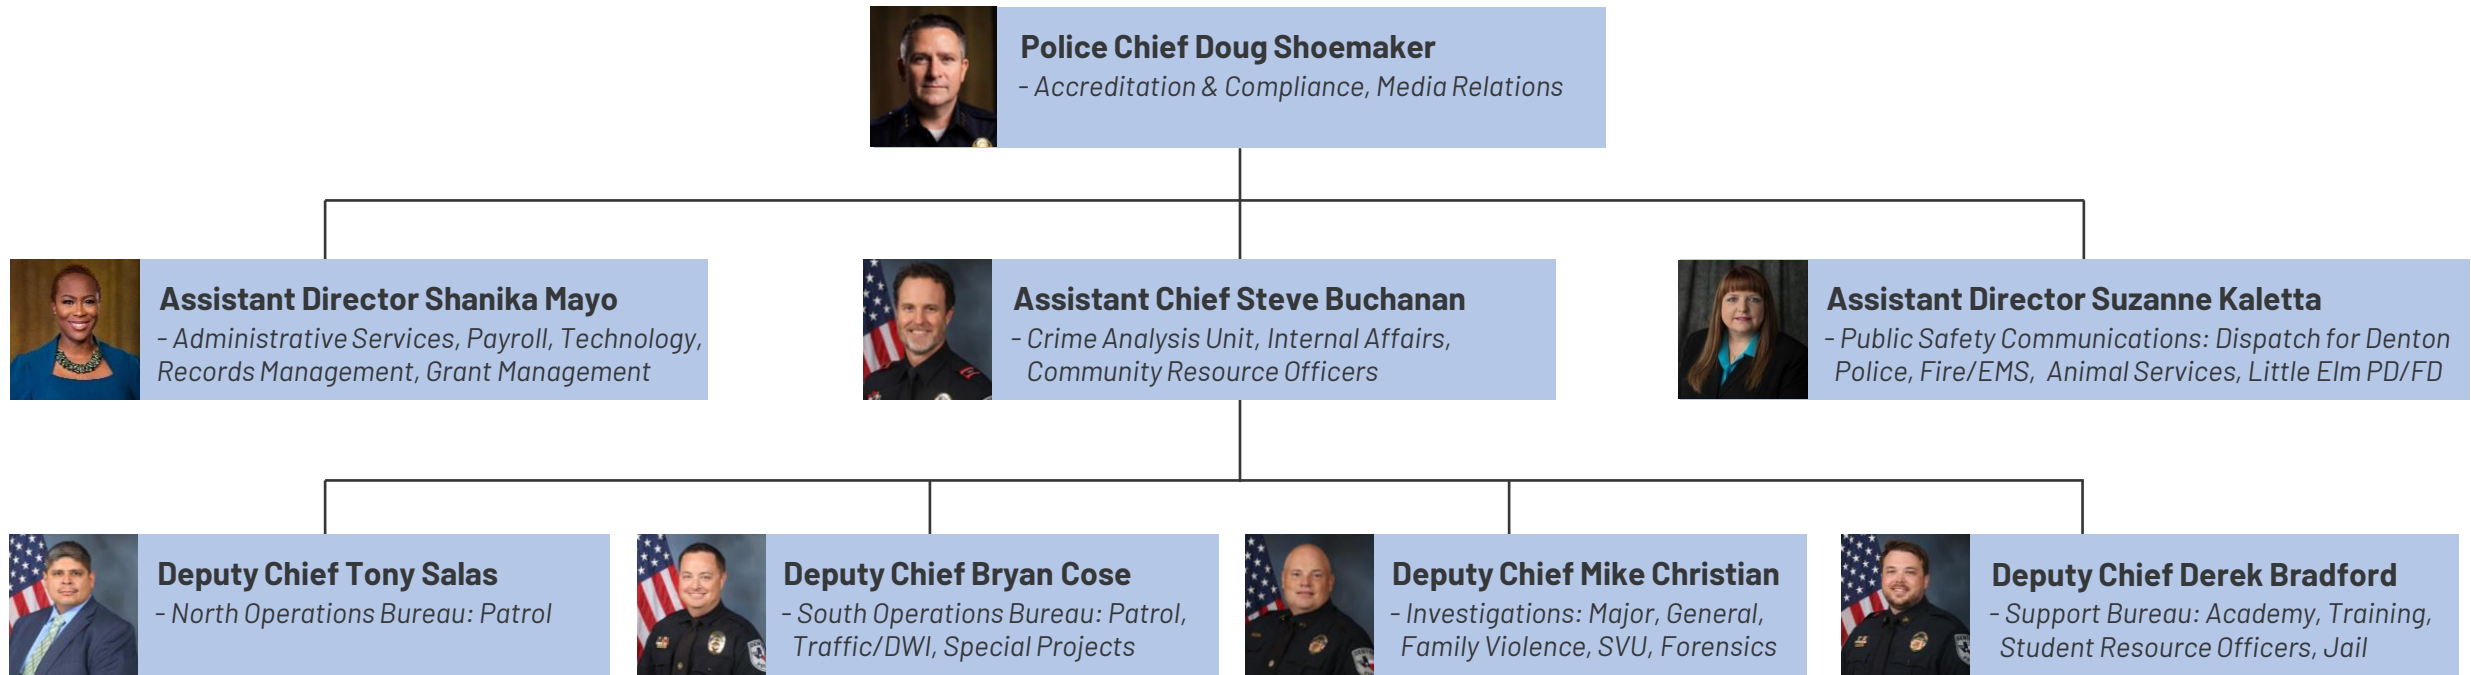 Police Chief Doug Shoemaker
- Accreditation & Compliance, Media Relations
Assistant Director Shanika Mayo
- Administrative Services, Payroll, Technology,
Records Management, Grant Management
Assistant Chief Steve Buchanan
- Crime Analysis Unit, Internal Affairs,
Community Resource Officers
Assistant Director Suzanne Kaletta
- Public Safety Communications: Dispatch for Denton
Police, Fire/EMS, Animal Services, Little Elm PD/FD
Deputy Chief Tony Salas
- North Operations Bureau: Patrol
Deputy Chief Bryan Cose
- South Operations Bureau: Patrol,
Traffic/DWI, Special Projects
Deputy Chief Mike Christian
- Investigations: Major, General,
Family Violence, SVU, Forensics
Deputy Chief Derek Bradford
- Support Bureau: Academy, Training,
Student Resource Officers, Jail